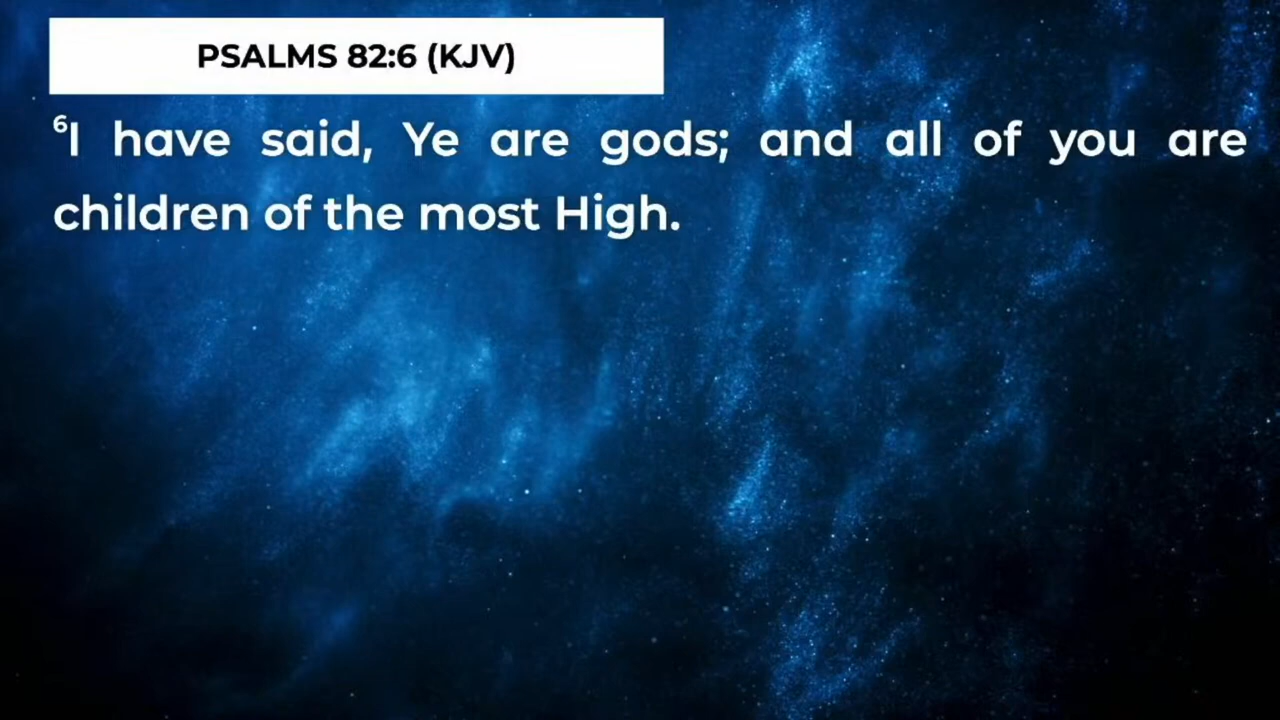 PSALMS 82:6 (KJV)
⁶I have said, Ye are gods; and all of you are
children of the most High.